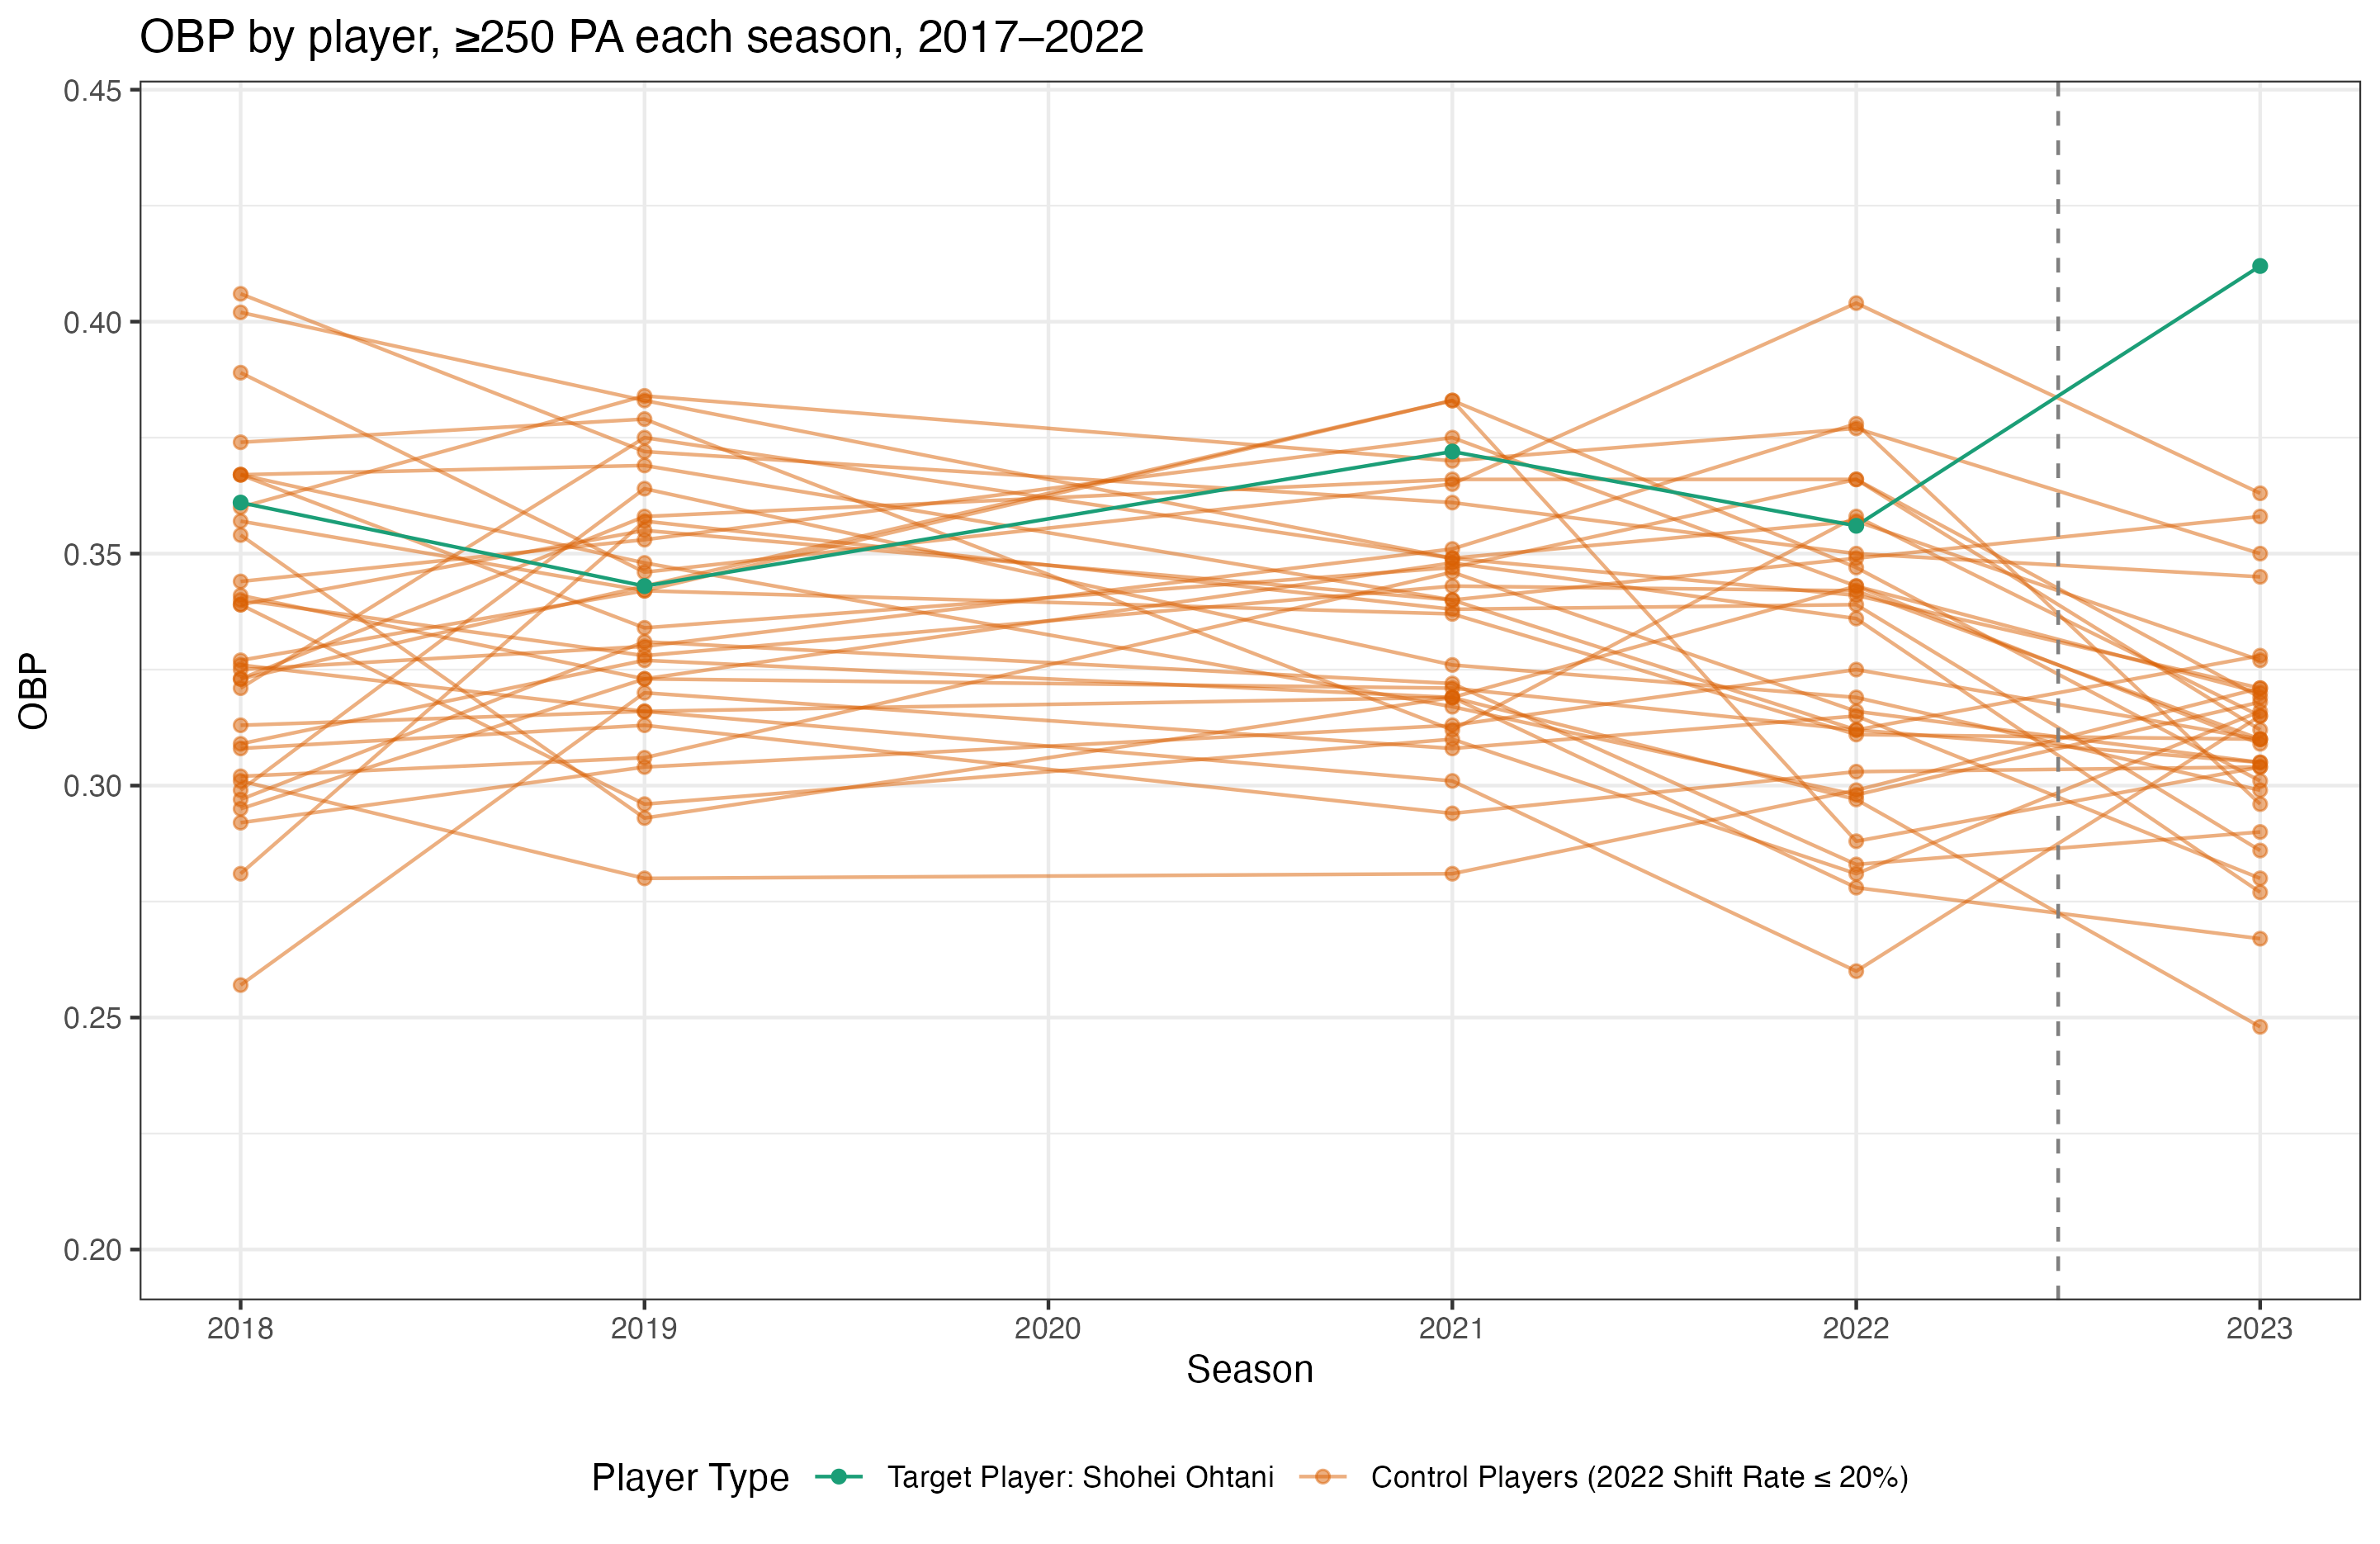 OBP by player, ≥250 PA each season, 2017–2022
0.45
0.40
0.35
0.30
0.25
0.20
OBP
2018 2019 2020 2021 2022 2023
Season
Player Type Target Player: Shohei Ohtani Control Players (2022 Shift Rate ≤ 20%)